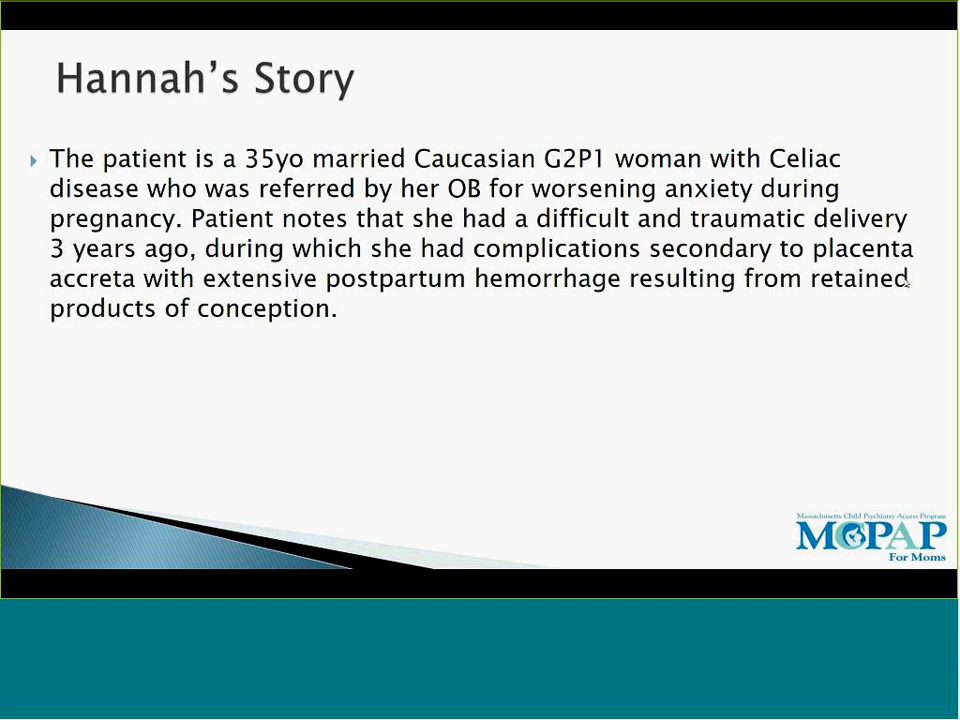 Hannah's Story
The patient is a 35yo married Caucasian G2P1 woman with Celiac
disease who was referred by her OB for worsening anxiety during
pregnancy. Patient notes that she had a difficult and traumatic delivery
3 years ago, during which she had complications secondary to placenta
accreta with extensive postpartum hemorrhage resulting from retained
products of conception.
Massachusetts Child Psychiatry Access Program
MCPAP
For Moms